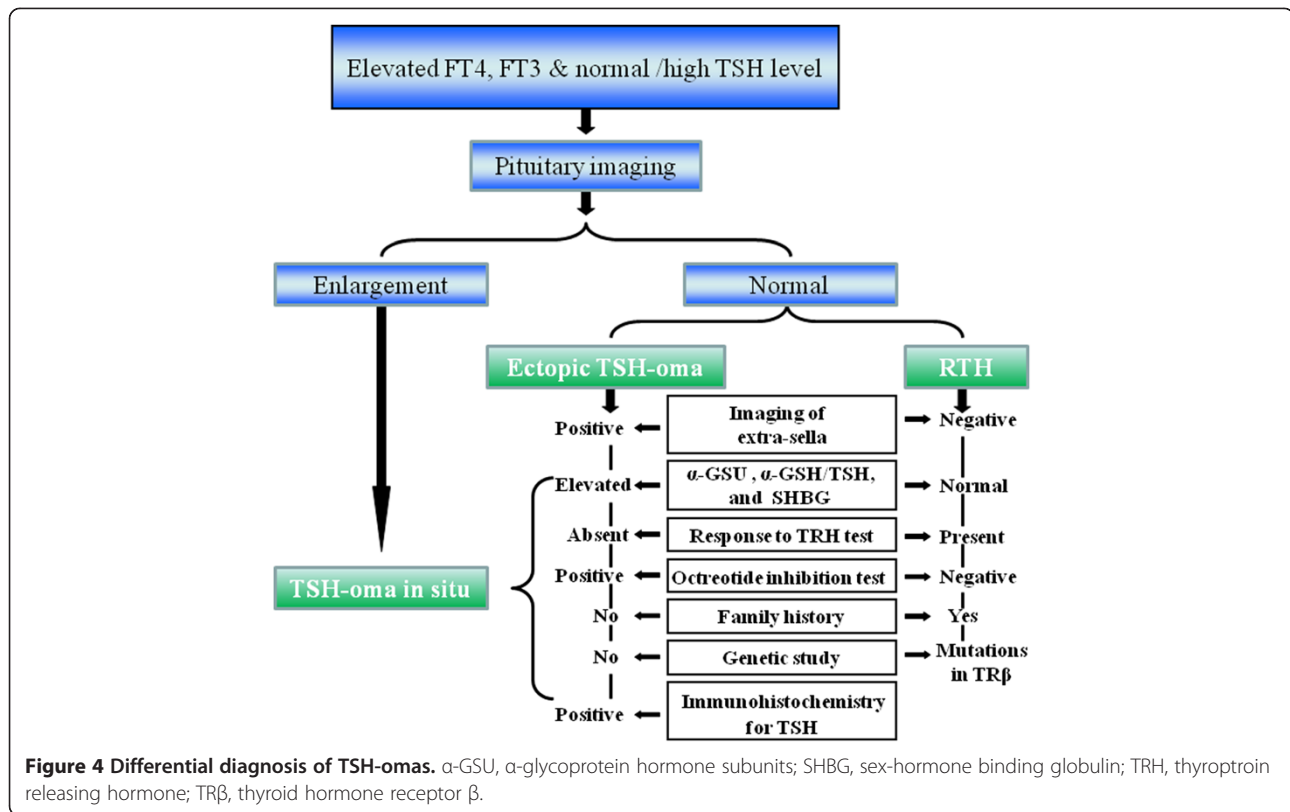 Elevated FT4, FT3 & normal /high TSH level
Pituitary imaging
Enlargement
Normal
Ectopic TSH-oma
RTH
Positive
Imaging of
extra-sella
Negative
Elevated
α-GSU , α-GSH/TSH,
and SHBG
Normal
Absent
Response to TRH test
Present
TSH-oma in situ
Positive
Octreotide inhibition test
Negative
No
Family history
Yes
No
Genetic study
Mutations
in TRβ
Positive
Immunohistochemistry
for TSH
Figure 4 Differential diagnosis of TSH-omas. α-GSU, α-glycoprotein hormone subunits; SHBG, sex-hormone binding globulin; TRH, thyroptroin
releasing hormone; TRβ, thyroid hormone receptor β.